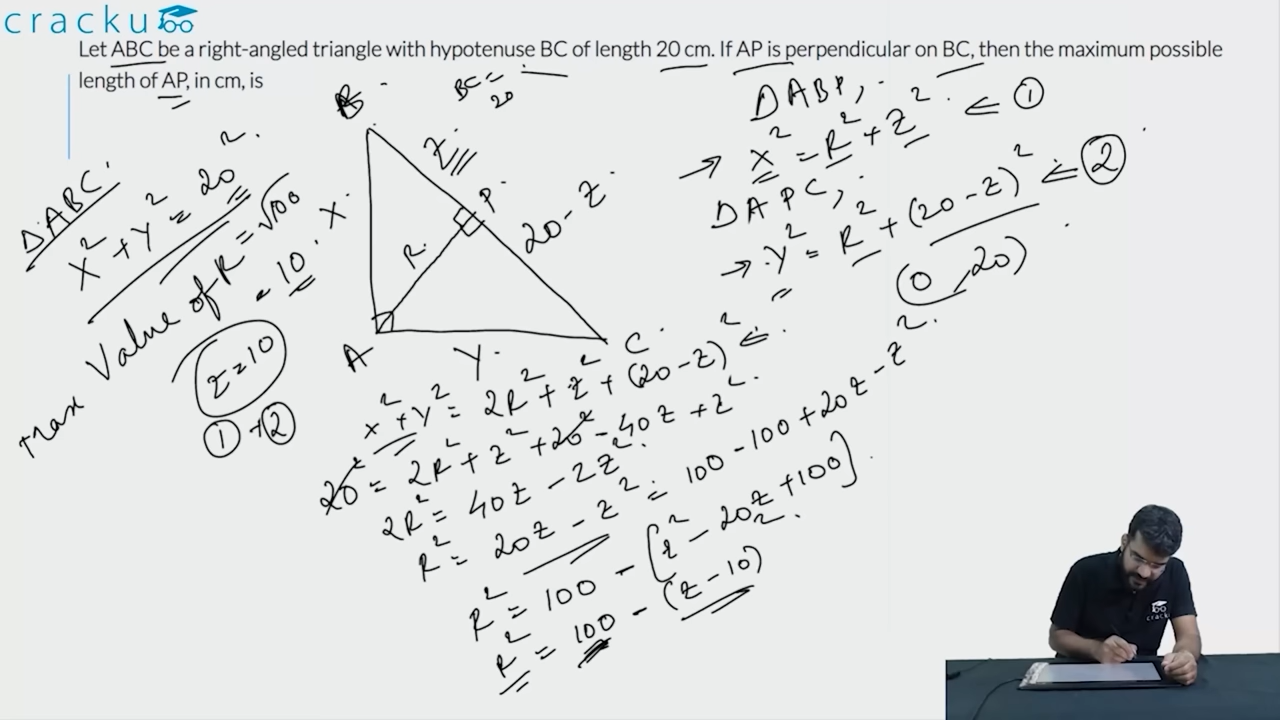 cracku
Let ABC be a right-angled triangle with hypotenuse BC of length 20 cm. If AP is perpendicular on BC, then the maximum possible
length of AP, in cm, is
BC = 20
B
Z
P
R
20-Z
X
A
Y
C
ΔABC
X² + Y² = 20²
Max Value of R = √100
= 10
Z=10
① + ②
ΔABP,
→ X² = R² + Z² ⇐ ①
ΔAPC,
→ Y² = R² + (20-Z)² ⇐ ②
(0, 20)
X² + Y² = 2R² + Z² + (20-Z)² ⇐
20² = 2R² + Z² + 20² - 40Z + Z²
2R² = 40Z - 2Z²
R² = 20Z - Z² = 100 - 100 + 20Z - Z²
R² = 100 - [Z² - 20Z + 100]
R² = 100 - (Z-10)²
cracku